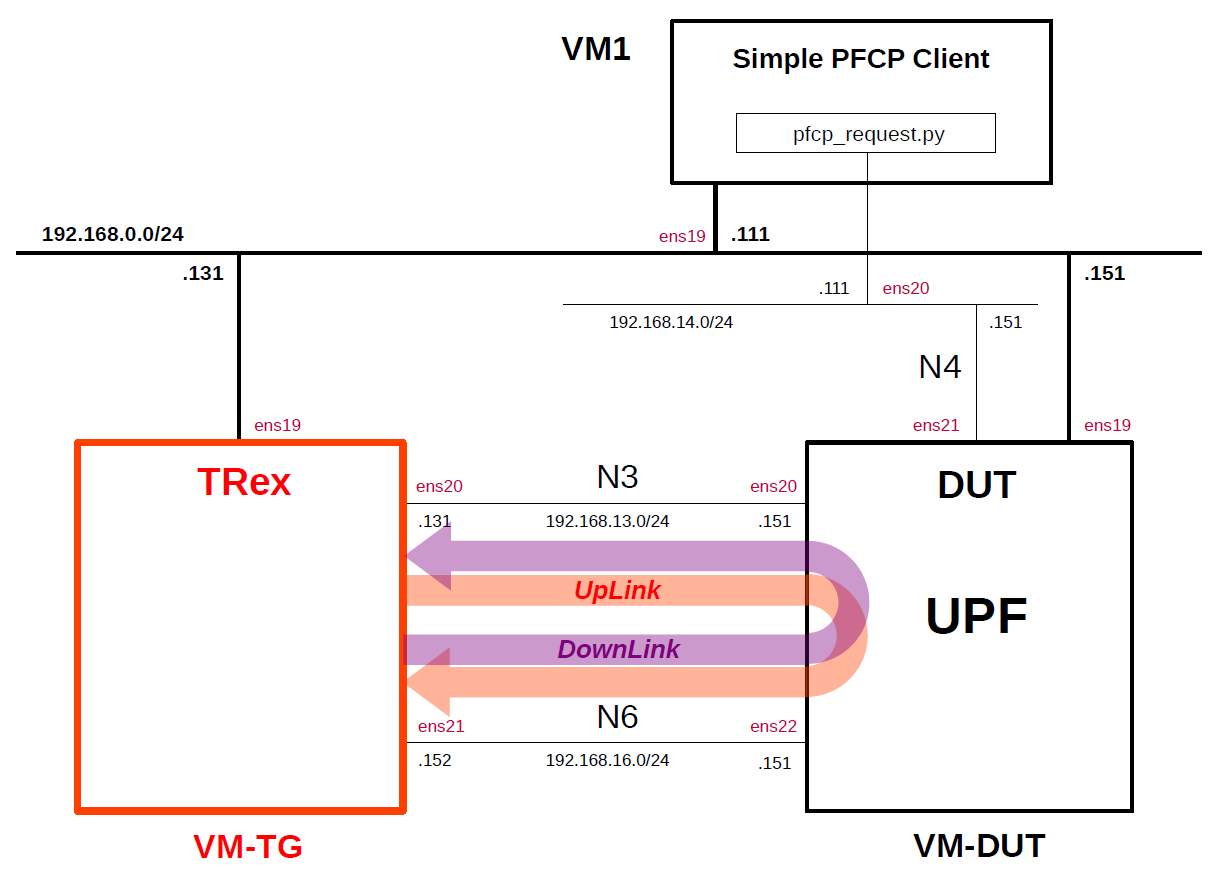 VM1
Simple PFCP Client
pfcp_request.py
192.168.0.0/24
ens19
.111
.131
.151
.111
ens20
192.168.14.0/24
.151
N4
ens19
ens21
ens19
TRex
DUT
ens20
N3
ens20
.131
192.168.13.0/24
.151
UpLink
UPF
DownLink
ens21
N6
ens22
.152
192.168.16.0/24
.151
VM-TG
VM-DUT